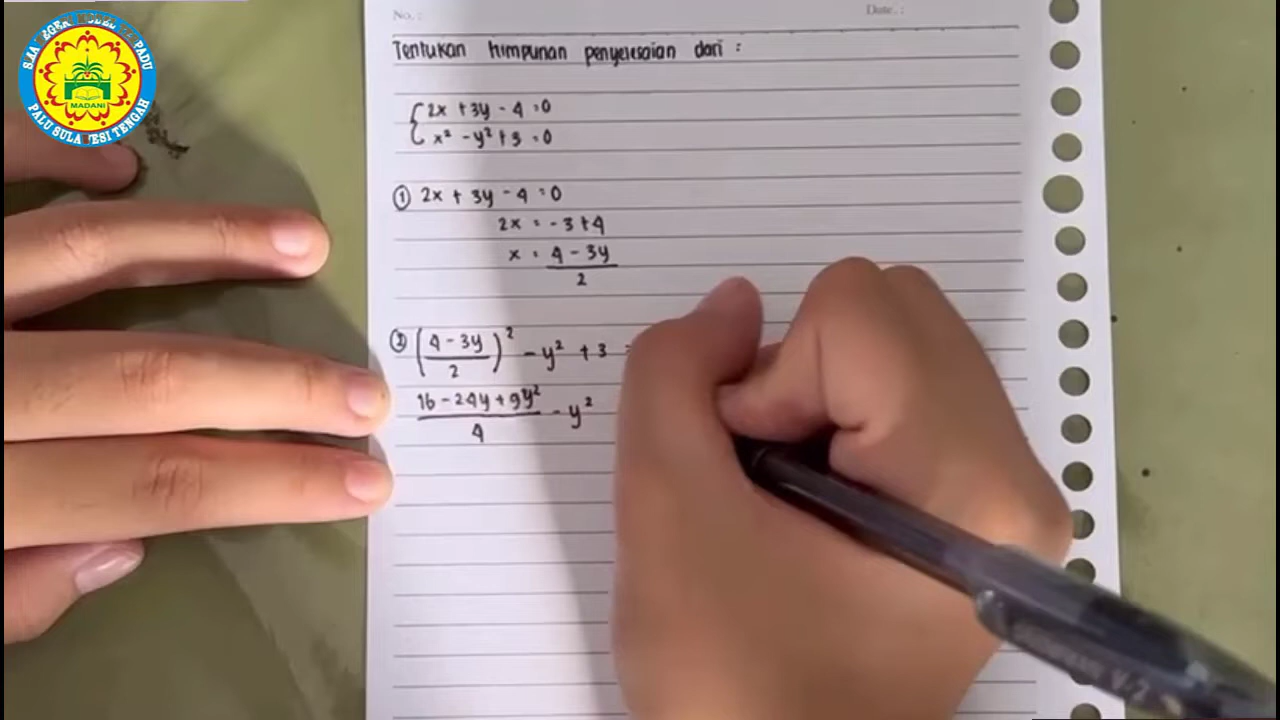 No. :
Date. :
Tentukan himpunan penyelesaian dari :
2x + 3y - 4 = 0
x² - y² + 3 = 0
① 2x + 3y - 4 = 0
2x = - 3 + 4
x = 4 - 3y
2
② (4 - 3y)² - y² + 3 =
2
16 - 24y + 9y² - y²
4
MADANI
PALU SULAWESI TENGAH